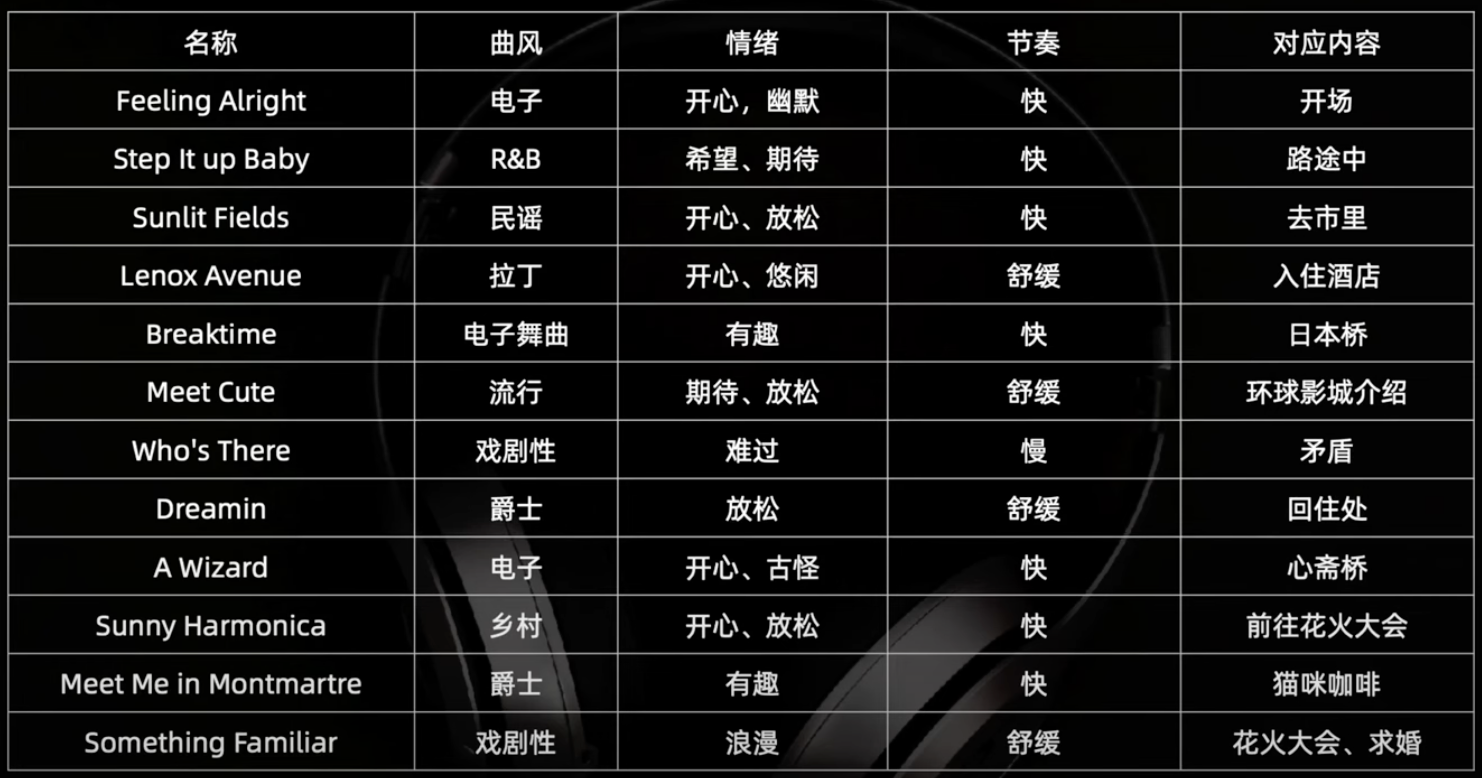 名称 曲风 情绪 节奏 对应内容
Feeling Alright 电子 开心，幽默 快 开场
Step It up Baby R&B 希望、期待 快 路途中
Sunlit Fields 民谣 开心、放松 快 去市里
Lenox Avenue 拉丁 开心、悠闲 舒缓 入住酒店
Breaktime 电子舞曲 有趣 快 日本桥
Meet Cute 流行 期待、放松 舒缓 环球影城介绍
Who's There 戏剧性 难过 慢 矛盾
Dreamin 爵士 放松 舒缓 回住处
A Wizard 电子 开心、古怪 快 心斋桥
Sunny Harmonica 乡村 开心、放松 快 前往花火大会
Meet Me in Montmartre 爵士 有趣 快 猫咪咖啡
Something Familiar 戏剧性 浪漫 舒缓 花火大会、求婚